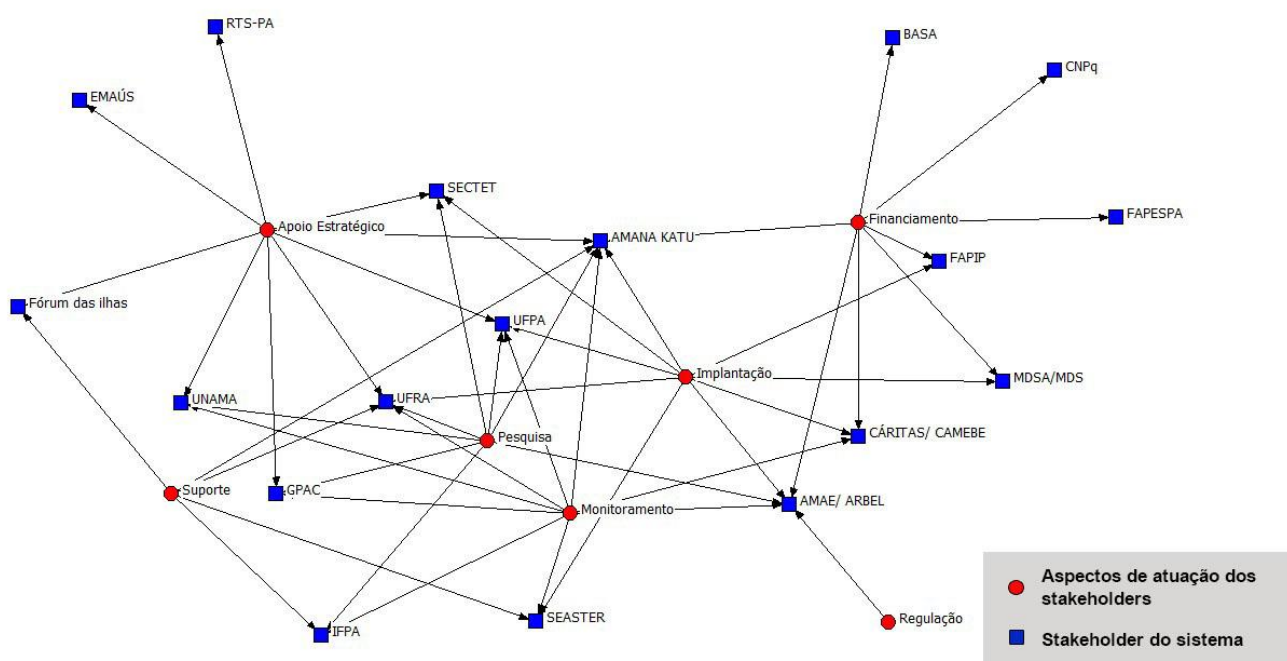 RTS-PA
BASA
CNPq
EMAÚS
SECTET
Apoio Estratégico
Financiamento
FAPESPA
AMANA KATU
FAPIP
Fórum das ilhas
UFPA
Implantação
MDSA/MDS
UNAMA
UFRA
Pesquisa
CÁRITAS/ CAMEBE
Suporte
GPAC
Monitoramento
AMAE/ ARBEL
IFPA
SEASTER
Regulação
Aspectos de atuação dos
stakeholders
Stakeholder do sistema